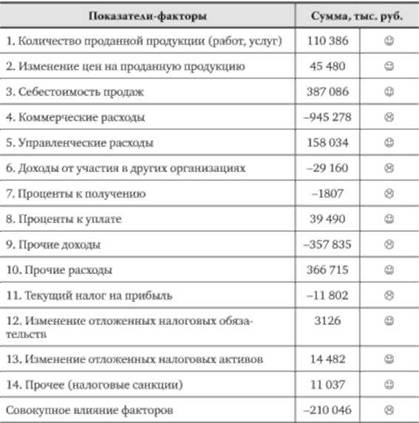 Показатели-факторы Сумма, тыс. руб.
1. Количество проданной продукции (работ, услуг) 110 386 ☺
2. Изменение цен на проданную продукцию 45 480 ☺
3. Себестоимость продаж 387 086 ☺
4. Коммерческие расходы –945 278 ☹
5. Управленческие расходы 158 034 ☺
6. Доходы от участия в других организациях –29 160 ☹
7. Проценты к получению –1807 ☹
8. Проценты к уплате 39 490 ☺
9. Прочие доходы –357 835 ☹
10. Прочие расходы 366 715 ☺
11. Текущий налог на прибыль –11 802 ☹
12. Изменение отложенных налоговых обяза- 3126 ☺
тельств
13. Изменение отложенных налоговых активов 14 482 ☺
14. Прочее (налоговые санкции) 11 037 ☺
Совокупное влияние факторов –210 046 ☹